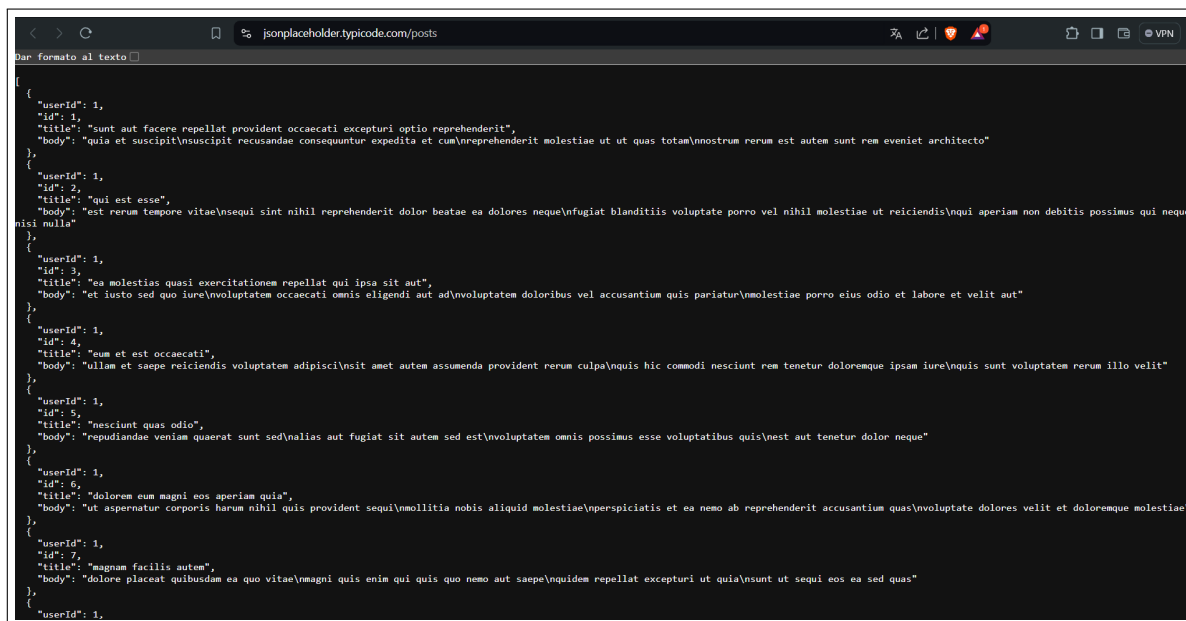 jsonplaceholder.typicode.com/posts
VPN
Dar formato al texto
[
  {
    "userId": 1,
    "id": 1,
    "title": "sunt aut facere repellat provident occaecati excepturi optio reprehenderit",
    "body": "quia et suscipit\nsuscipit recusandae consequuntur expedita et cum\nreprehenderit molestiae ut ut quas totam\nnostrum rerum est autem sunt rem eveniet architecto"
  },
  {
    "userId": 1,
    "id": 2,
    "title": "qui est esse",
    "body": "est rerum tempore vitae\nsequi sint nihil reprehenderit dolor beatae ea dolores neque\nfugiat blanditiis voluptate porro vel nihil molestiae ut reiciendis\nqui aperiam non debitis possimus qui nequ
nisi nulla"
  },
  {
    "userId": 1,
    "id": 3,
    "title": "ea molestias quasi exercitationem repellat qui ipsa sit aut",
    "body": "et iusto sed quo iure\nvoluptatem occaecati omnis eligendi aut ad\nvoluptatem doloribus vel accusantium quis pariatur\nmolestiae porro eius odio et labore et velit aut"
  },
  {
    "userId": 1,
    "id": 4,
    "title": "eum et est occaecati",
    "body": "ullam et saepe reiciendis voluptatem adipisci\nsit amet autem assumenda provident rerum culpa\nquis hic commodi nesciunt rem tenetur doloremque ipsam iure\nquis sunt voluptatem rerum illo velit"
  },
  {
    "userId": 1,
    "id": 5,
    "title": "nesciunt quas odio",
    "body": "repudiandae veniam quaerat sunt sed\nalias aut fugiat sit autem sed est\nvoluptatem omnis possimus esse voluptatibus quis\nest aut tenetur dolor neque"
  },
  {
    "userId": 1,
    "id": 6,
    "title": "dolorem eum magni eos aperiam quia",
    "body": "ut aspernatur corporis harum nihil quis provident sequi\nmollitia nobis aliquid molestiae\nperspiciatis et ea nemo ab reprehenderit accusantium quas\nvoluptate dolores velit et doloremque molestiae
  },
  {
    "userId": 1,
    "id": 7,
    "title": "magnam facilis autem",
    "body": "dolore placeat quibusdam ea quo vitae\nmagni quis enim qui quis quo nemo aut saepe\nquidem repellat excepturi ut quia\nsunt ut sequi eos ea sed quas"
  },
  {
    "userId": 1,